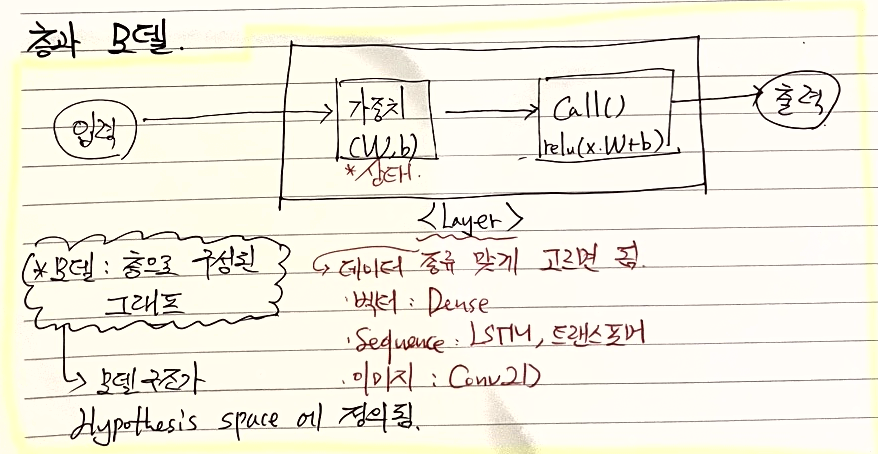 층과 모델.
입력
가중치
(W,b)
*상태.
Call()
relu(x·W+b)
출력
<Layer>
*모델 : 층으로 구성된
그래프
↳ 모델 구조가
Hypothesis space 에 정의됨.
↳ 데이터 종류 맞게 고르면 됨.
·벡터 : Dense
·Sequence : LSTM, 트랜스포머
·이미지 : Conv2D